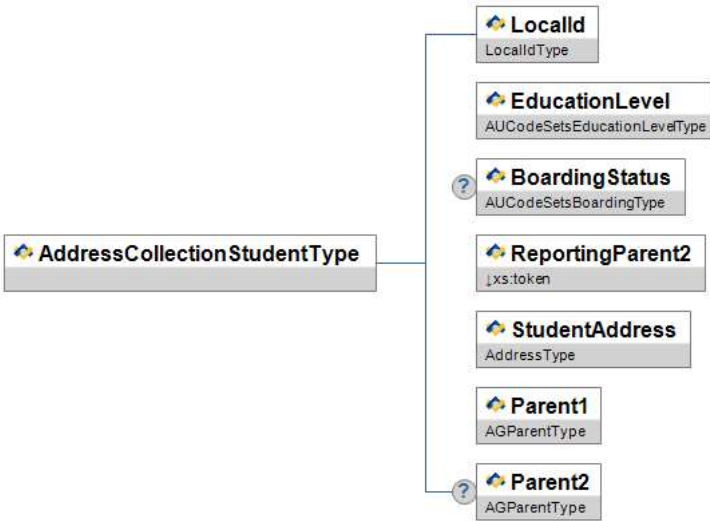 LocalId
LocalIdType
EducationLevel
AUCodeSetsEducationLevelType
?
BoardingStatus
AUCodeSetsBoardingType
AddressCollectionStudentType
ReportingParent2
↓xs:token
StudentAddress
AddressType
Parent1
AGParentType
?
Parent2
AGParentType